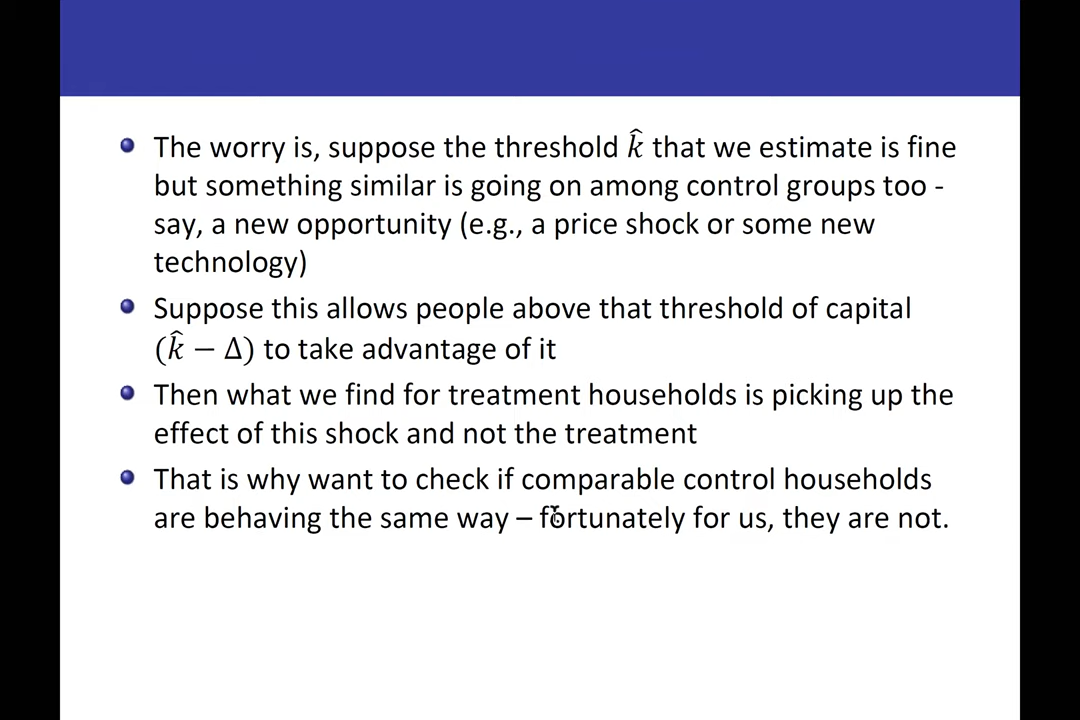 The worry is, suppose the threshold k̂ that we estimate is fine
but something similar is going on among control groups too -
say, a new opportunity (e.g., a price shock or some new
technology)
Suppose this allows people above that threshold of capital
(k̂ − Δ) to take advantage of it
Then what we find for treatment households is picking up the
effect of this shock and not the treatment
That is why want to check if comparable control households
are behaving the same way – fortunately for us, they are not.